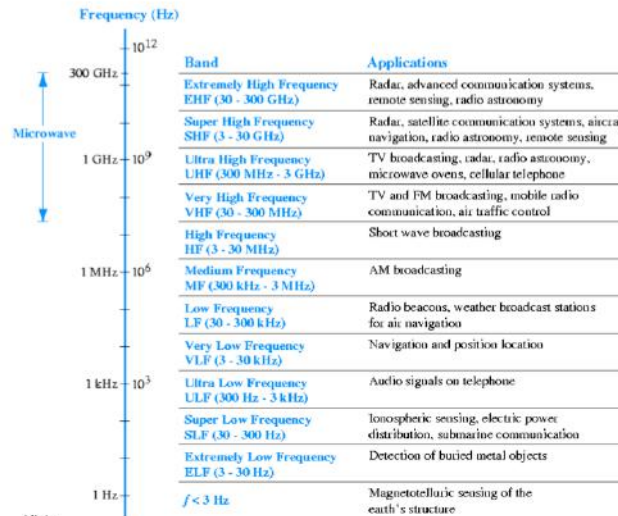 Frequency (Hz)
10¹²
300 GHz
Microwave
1 GHz
10⁹
1 MHz
10⁶
1 kHz
10³
1 Hz
Band Applications
Extremely High Frequency Radar, advanced communication systems,
EHF (30 - 300 GHz) remote sensing, radio astronomy
Super High Frequency Radar, satellite communication systems, aircra
SHF (3 - 30 GHz) navigation, radio astronomy, remote sensing
Ultra High Frequency TV broadcasting, radar, radio astronomy,
UHF (300 MHz - 3 GHz) microwave ovens, cellular telephone
Very High Frequency TV and FM broadcasting, mobile radio
VHF (30 - 300 MHz) communication, air traffic control
High Frequency Short wave broadcasting
HF (3 - 30 MHz)
Medium Frequency AM broadcasting
MF (300 kHz - 3 MHz)
Low Frequency Radio beacons, weather broadcast stations
LF (30 - 300 kHz) for air navigation
Very Low Frequency Navigation and position location
VLF (3 - 30 kHz)
Ultra Low Frequency Audio signals on telephone
ULF (300 Hz - 3 kHz)
Super Low Frequency Ionospheric sensing, electric power
SLF (30 - 300 Hz) distribution, submarine communication
Extremely Low Frequency Detection of buried metal objects
ELF (3 - 30 Hz)
f < 3 Hz Magnetotelluric sensing of the
earth's structure